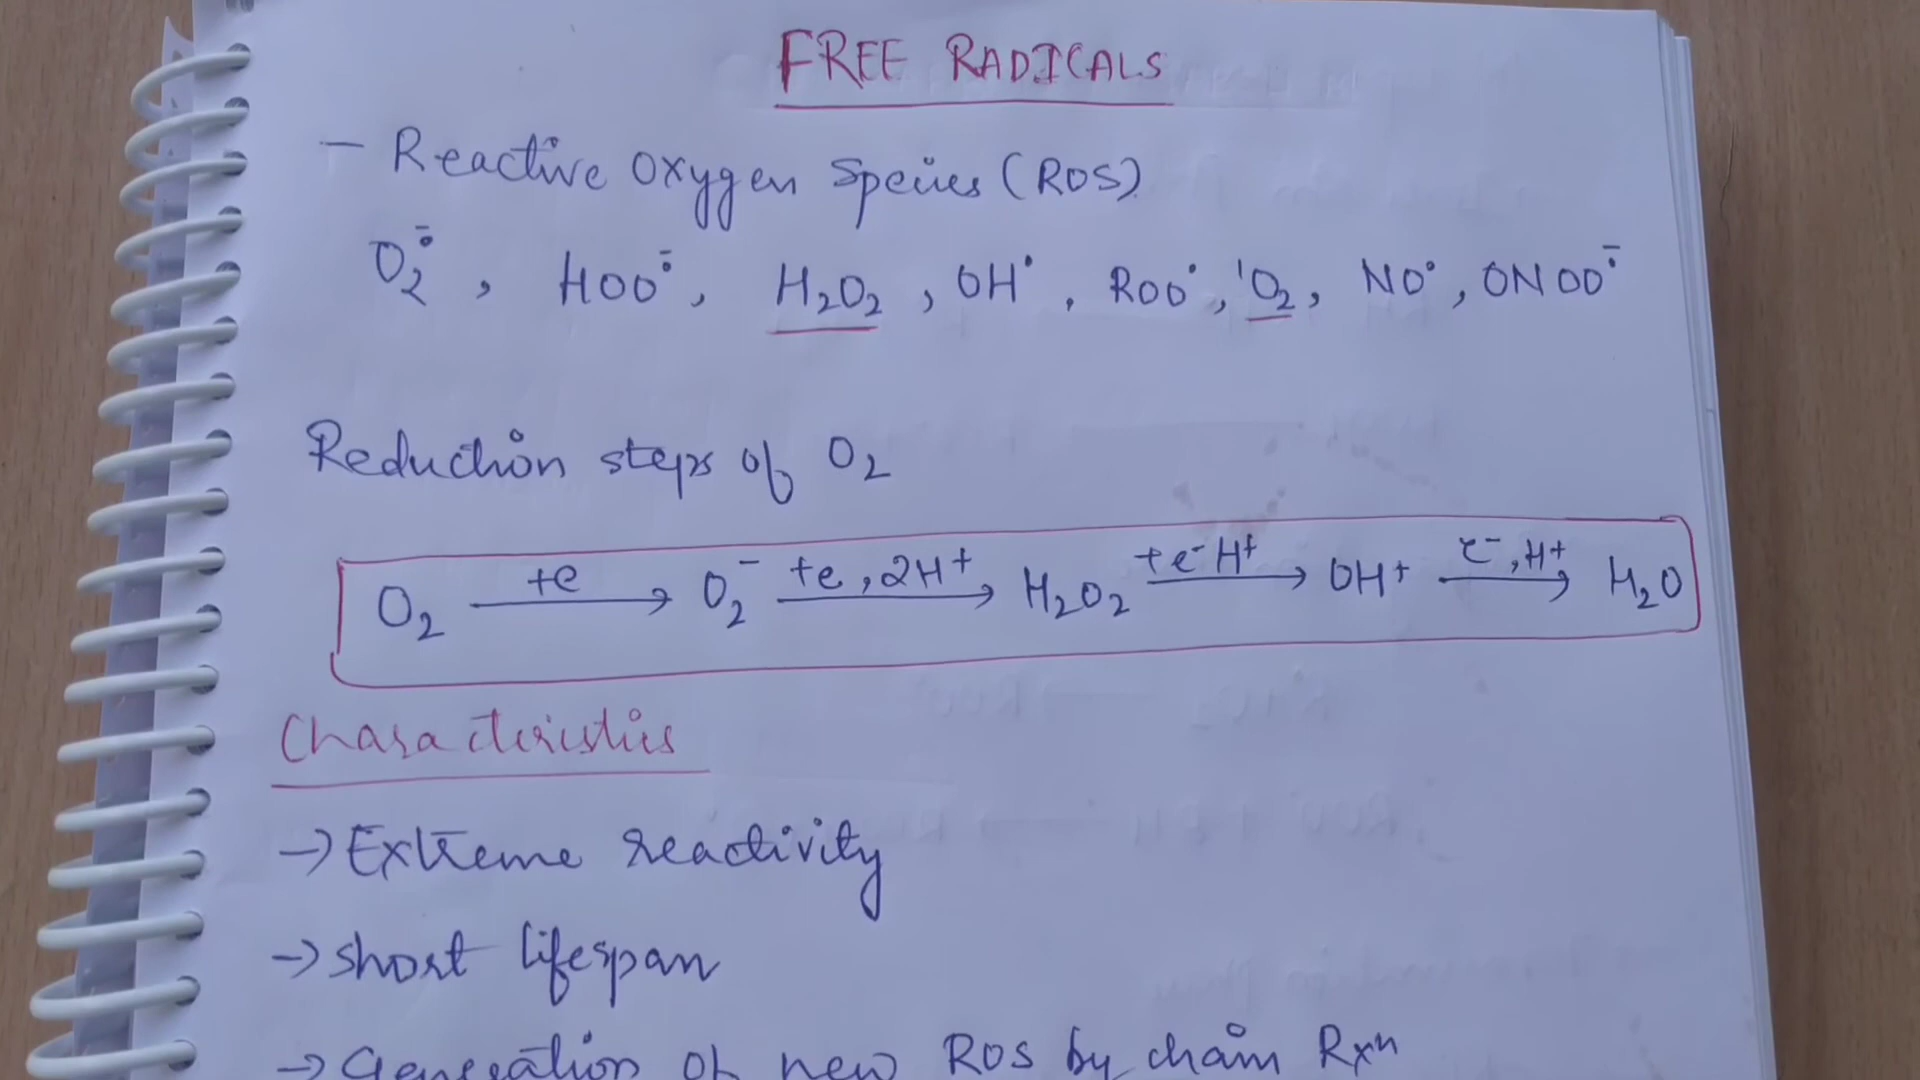 FREE RADICALS
- Reactive oxygen species (ROS)
O₂•⁻, HOO•⁻, H₂O₂, OH•, ROO•, ¹O₂, NO•, ONOO•⁻
Reduction steps of O₂
O₂ +e → O₂⁻ +e, 2H+ → H₂O₂ +e⁻ H+ → OH+ e⁻, H+ → H₂O
Characteristics
→ Extreme reactivity
→ short lifespan
→ Generation of new ROS by chain Rxⁿ